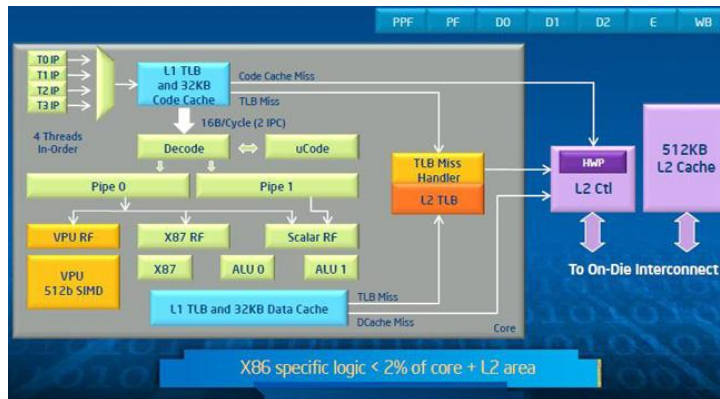 PPF PF D0 D1 D2 E WB
T0 IP
T1 IP
T2 IP
T3 IP
L1 TLB
and 32KB
Code Cache
Code Cache Miss
TLB Miss
16B/Cycle (2 IPC)
4 Threads
In-Order
Decode
uCode
TLB Miss
Handler
L2 TLB
HWP
L2 Ctl
512KB
L2 Cache
Pipe 0
Pipe 1
VPU RF
X87 RF
Scalar RF
VPU
512b SIMD
X87
ALU 0
ALU 1
To On-Die Interconnect
L1 TLB and 32KB Data Cache
TLB Miss
DCache Miss
Core
X86 specific logic < 2% of core + L2 area